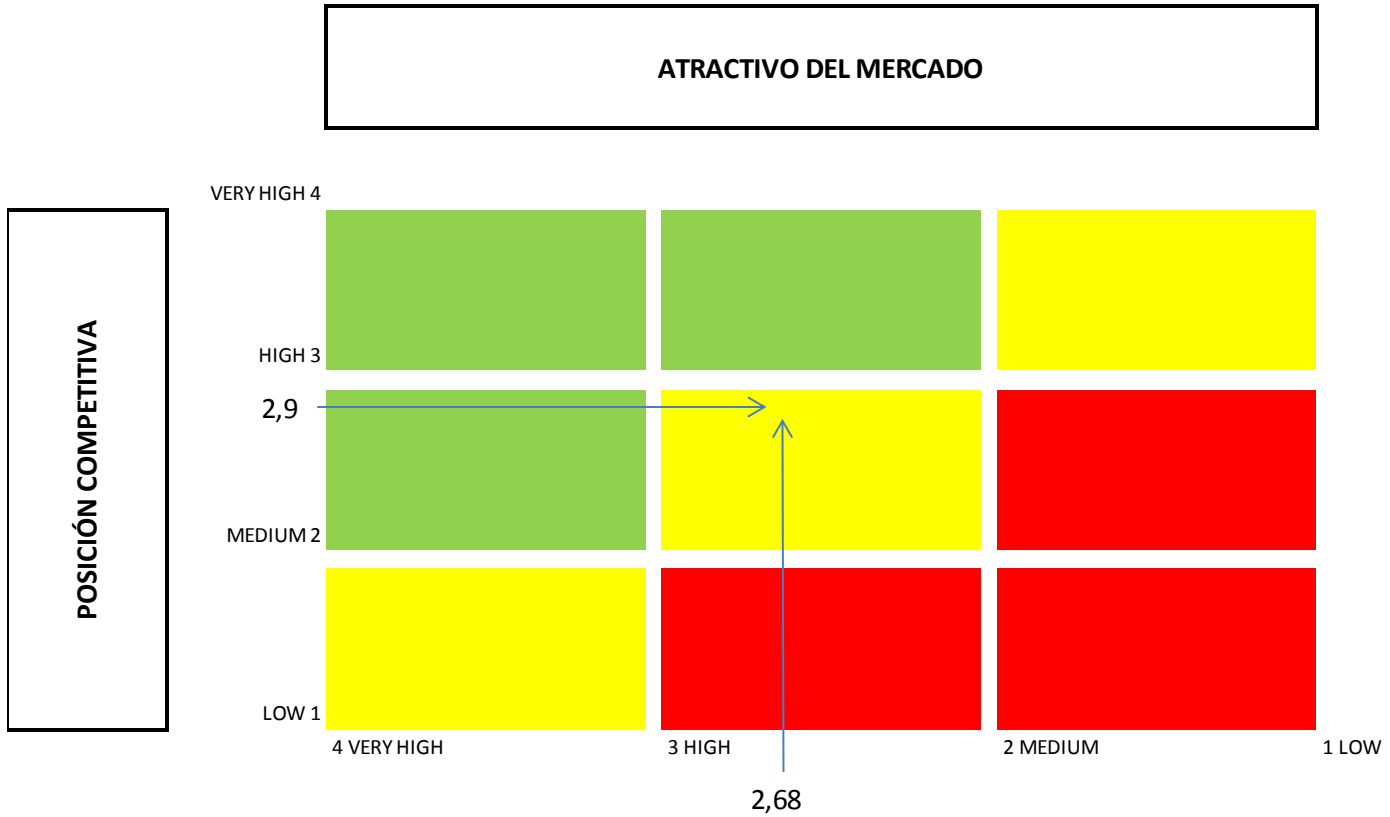 ATRACTIVO DEL MERCADO
VERY HIGH 4
POSICIÓN COMPETITIVA
HIGH 3
2,9
MEDIUM 2
LOW 1
4 VERY HIGH
3 HIGH
2 MEDIUM
1 LOW
2,68